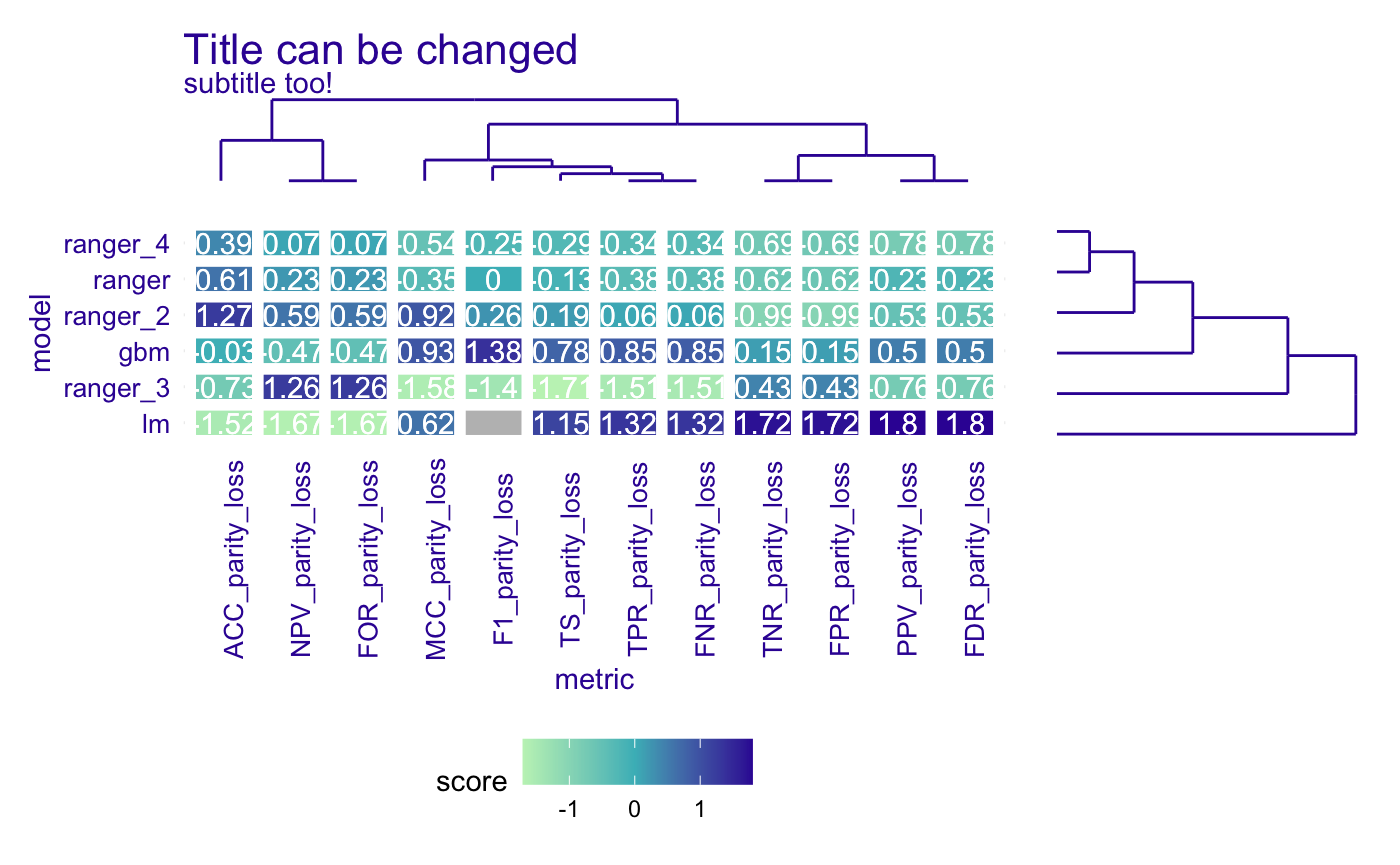 Title can be changed
subtitle too!
model
ranger_4 0.39 0.07 0.07 -0.54 -0.25 -0.29 -0.34 -0.34 -0.69 -0.69 -0.78 -0.78
ranger 0.61 0.23 0.23 -0.35 0 -0.13 -0.38 -0.38 -0.62 -0.62 -0.23 -0.23
ranger_2 1.27 0.59 0.59 0.92 0.26 0.19 0.06 0.06 -0.99 -0.99 -0.53 -0.53
gbm -0.03 -0.47 -0.47 0.93 1.38 0.78 0.85 0.85 0.15 0.15 0.5 0.5
ranger_3 -0.73 1.26 1.26 -1.58 -1.4 -1.71 -1.51 -1.51 0.43 0.43 -0.76 -0.76
lm -1.52 -1.67 -1.67 0.62 1.15 1.32 1.32 1.72 1.72 1.8 1.8
ACC_parity_loss
NPV_parity_loss
FOR_parity_loss
MCC_parity_loss
F1_parity_loss
TS_parity_loss
TPR_parity_loss
FNR_parity_loss
TNR_parity_loss
FPR_parity_loss
PPV_parity_loss
FDR_parity_loss
metric
score
-1 0 1